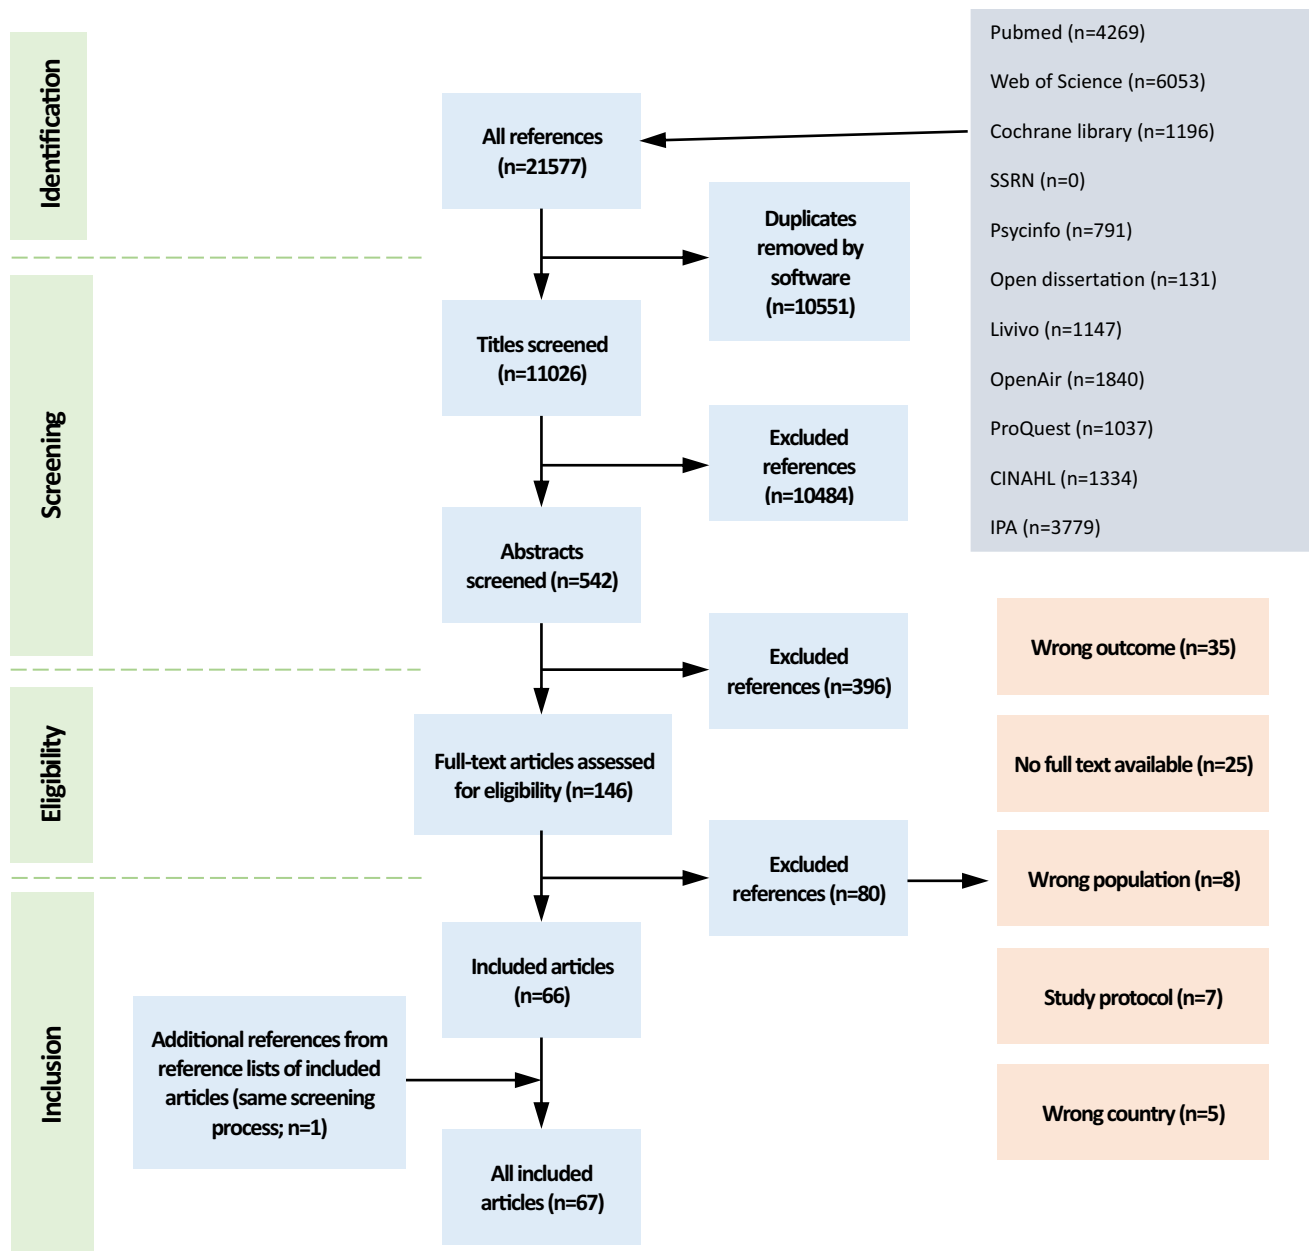 Identification
All references
(n=21577)
Pubmed (n=4269)
Web of Science (n=6053)
Cochrane library (n=1196)
SSRN (n=0)
Psycinfo (n=791)
Open dissertation (n=131)
Livivo (n=1147)
OpenAir (n=1840)
ProQuest (n=1037)
CINAHL (n=1334)
IPA (n=3779)
Duplicates
removed by
software
(n=10551)
Screening
Titles screened
(n=11026)
Excluded
references
(n=10484)
Abstracts
screened (n=542)
Excluded
references (n=396)
Eligibility
Full-text articles assessed
for eligibility (n=146)
Excluded
references (n=80)
Wrong outcome (n=35)
No full text available (n=25)
Wrong population (n=8)
Study protocol (n=7)
Wrong country (n=5)
Inclusion
Included articles
(n=66)
Additional references from
reference lists of included
articles (same screening
process; n=1)
All included
articles (n=67)